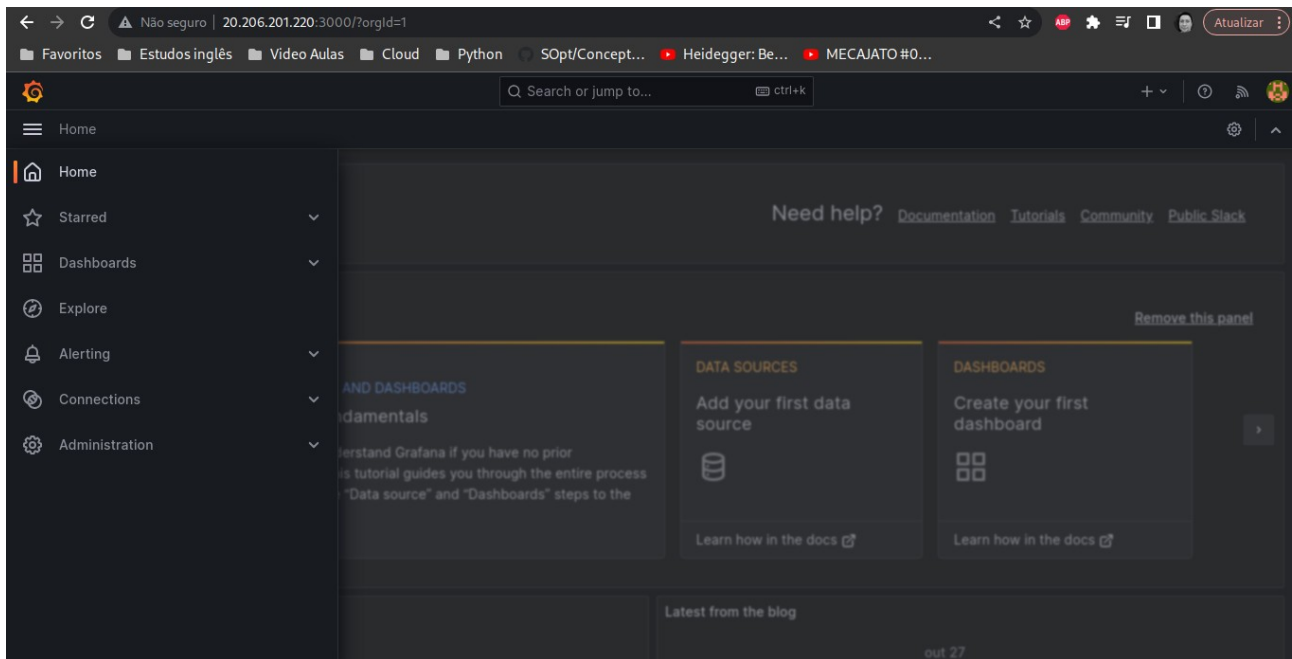 Não seguro | 20.206.201.220:3000/?orgId=1
ABP
Atualizar
Favoritos Estudos inglês Video Aulas Cloud Python SOpt/Concept... Heidegger: Be... MECAJATO #0...
Search or jump to... ctrl+k
Home
Home
Starred
Dashboards
Explore
Alerting
Connections
Administration
Need help? Documentation Tutorials Community Public Slack
Remove this panel
AND DASHBOARDS
damentals
erstand Grafana if you have no prior
is tutorial guides you through the entire process
"Data source" and "Dashboards" steps to the
DATA SOURCES
Add your first data
source
Learn how in the docs
DASHBOARDS
Create your first
dashboard
Learn how in the docs
Latest from the blog
out 27